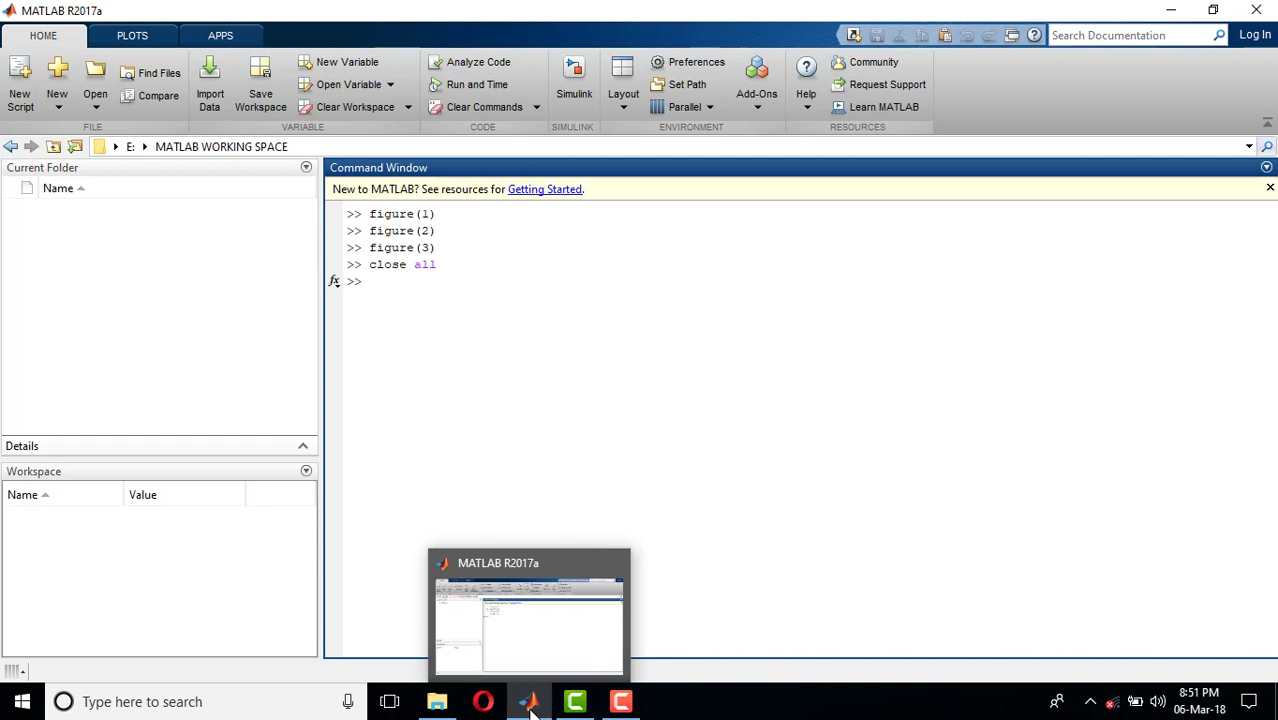 MATLAB R2017a
HOME
PLOTS
APPS
Search Documentation
Log In
New Script
New
Open
Find Files
Compare
FILE
Import Data
Save Workspace
New Variable
Open Variable
Clear Workspace
VARIABLE
Analyze Code
Run and Time
Clear Commands
CODE
Simulink
SIMULINK
Layout
Preferences
Set Path
Parallel
Add-Ons
ENVIRONMENT
Help
Community
Request Support
Learn MATLAB
RESOURCES
E: MATLAB WORKING SPACE
Current Folder
Name
Details
Workspace
Name Value
Command Window
New to MATLAB? See resources for Getting Started.
>> figure(1)
>> figure(2)
>> figure(3)
>> close all
fx >>
MATLAB R2017a
Type here to search
8:51 PM
06-Mar-18